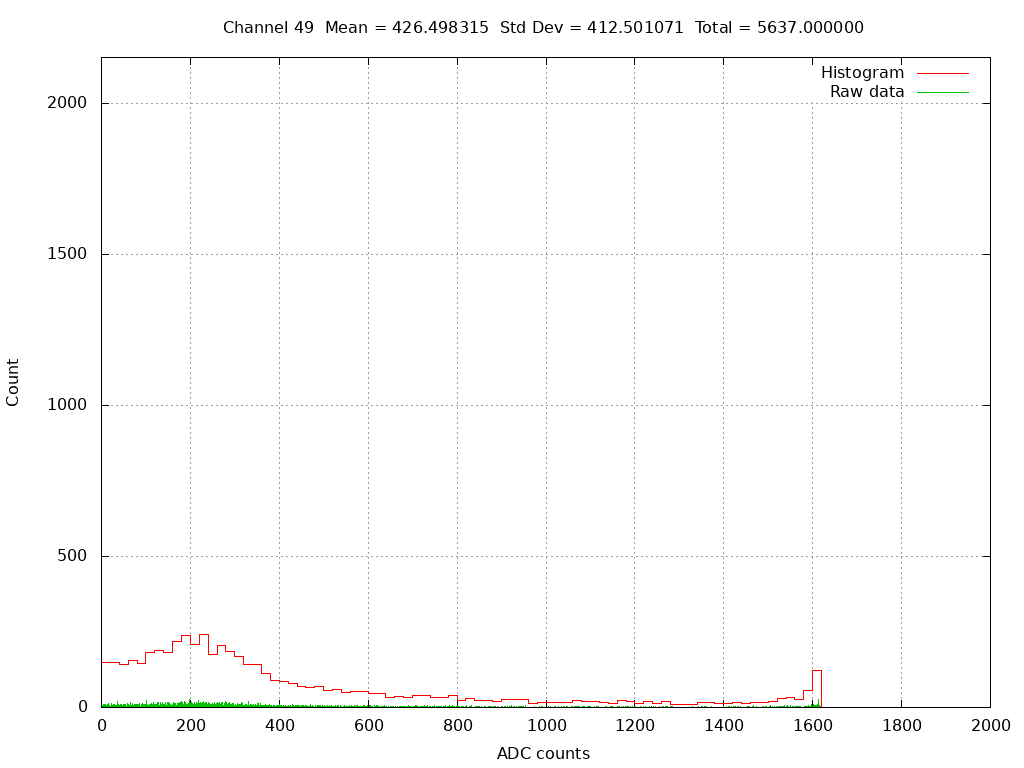 Channel 49  Mean = 426.498315  Std Dev = 412.501071  Total = 5637.000000
Histogram
Raw data
2000
1500
1000
500
0
Count
0 200 400 600 800 1000 1200 1400 1600 1800 2000
ADC counts